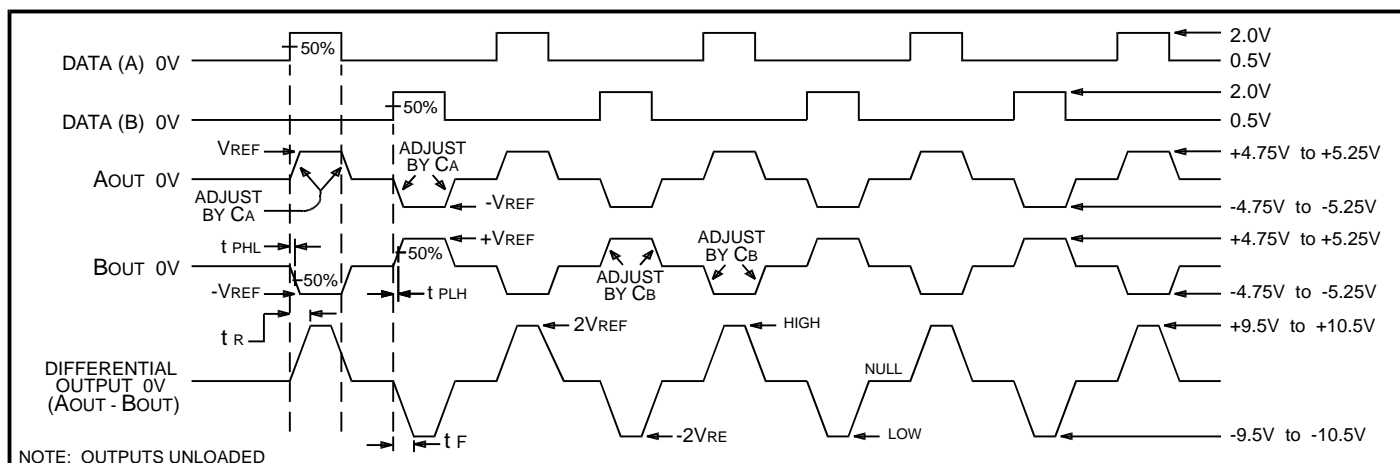 2.0V
50%
DATA (A) 0V
0.5V
2.0V
50%
DATA (B) 0V
0.5V
VREF
ADJUST
BY CA
+4.75V to +5.25V
AOUT 0V
ADJUST
BY CA
-VREF
-4.75V to -5.25V
t PHL
+VREF
ADJUST
BY CB
+4.75V to +5.25V
50%
BOUT 0V
50%
ADJUST
BY CB
-VREF
t PLH
-4.75V to -5.25V
t R
2VREF
HIGH
+9.5V to +10.5V
DIFFERENTIAL
OUTPUT 0V
(AOUT - BOUT)
NULL
t F
-2VRE
LOW
-9.5V to -10.5V
NOTE: OUTPUTS UNLOADED